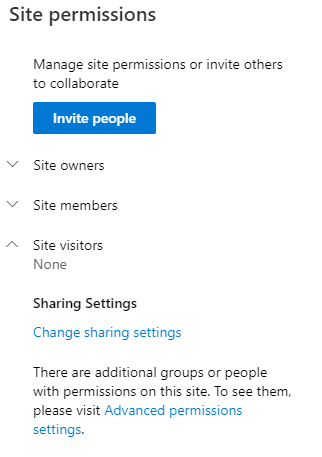 Site permissions
Manage site permissions or invite others
to collaborate
Invite people
Site owners
Site members
Site visitors
None
Sharing Settings
Change sharing settings
There are additional groups or people
with permissions on this site. To see them,
please visit Advanced permissions
settings.